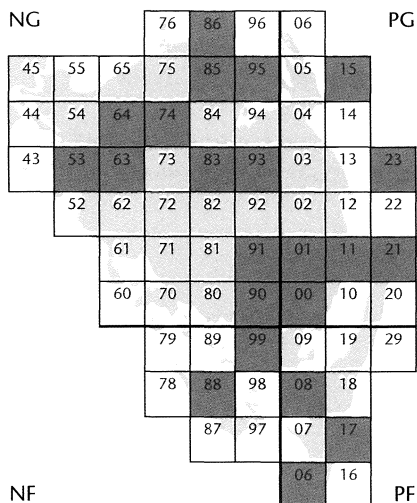 NG 76 86 96 06 PG
45 55 65 75 85 95 05 15
44 54 64 74 84 94 04 14
43 53 63 73 83 93 03 13 23
52 62 72 82 92 02 12 22
61 71 81 91 01 11 21
60 70 80 90 00 10 20
79 89 99 09 19 29
78 88 98 08 18
87 97 07 17
NF 06 16 PF